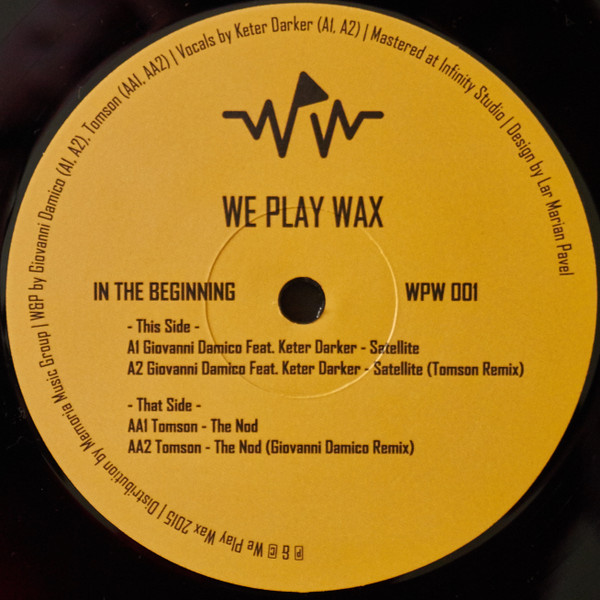 WPW
WE PLAY WAX
IN THE BEGINNING WPW 001
- This Side -
A1 Giovanni Damico Feat. Keter Darker - Satellite
A2 Giovanni Damico Feat. Keter Darker - Satellite (Tomson Remix)
- That Side -
AA1 Tomson - The Nod
AA2 Tomson - The Nod (Giovanni Damico Remix)
P & C We Play Wax 2015 | Distribution by Memoria Music Group | W&P by Giovanni Damico (A1, A2), Tomson (AA1, AA2) | Vocals by Keter Darker (A1, A2) | Mastered at Infinity Studio | Design by Lar Marian Pavel